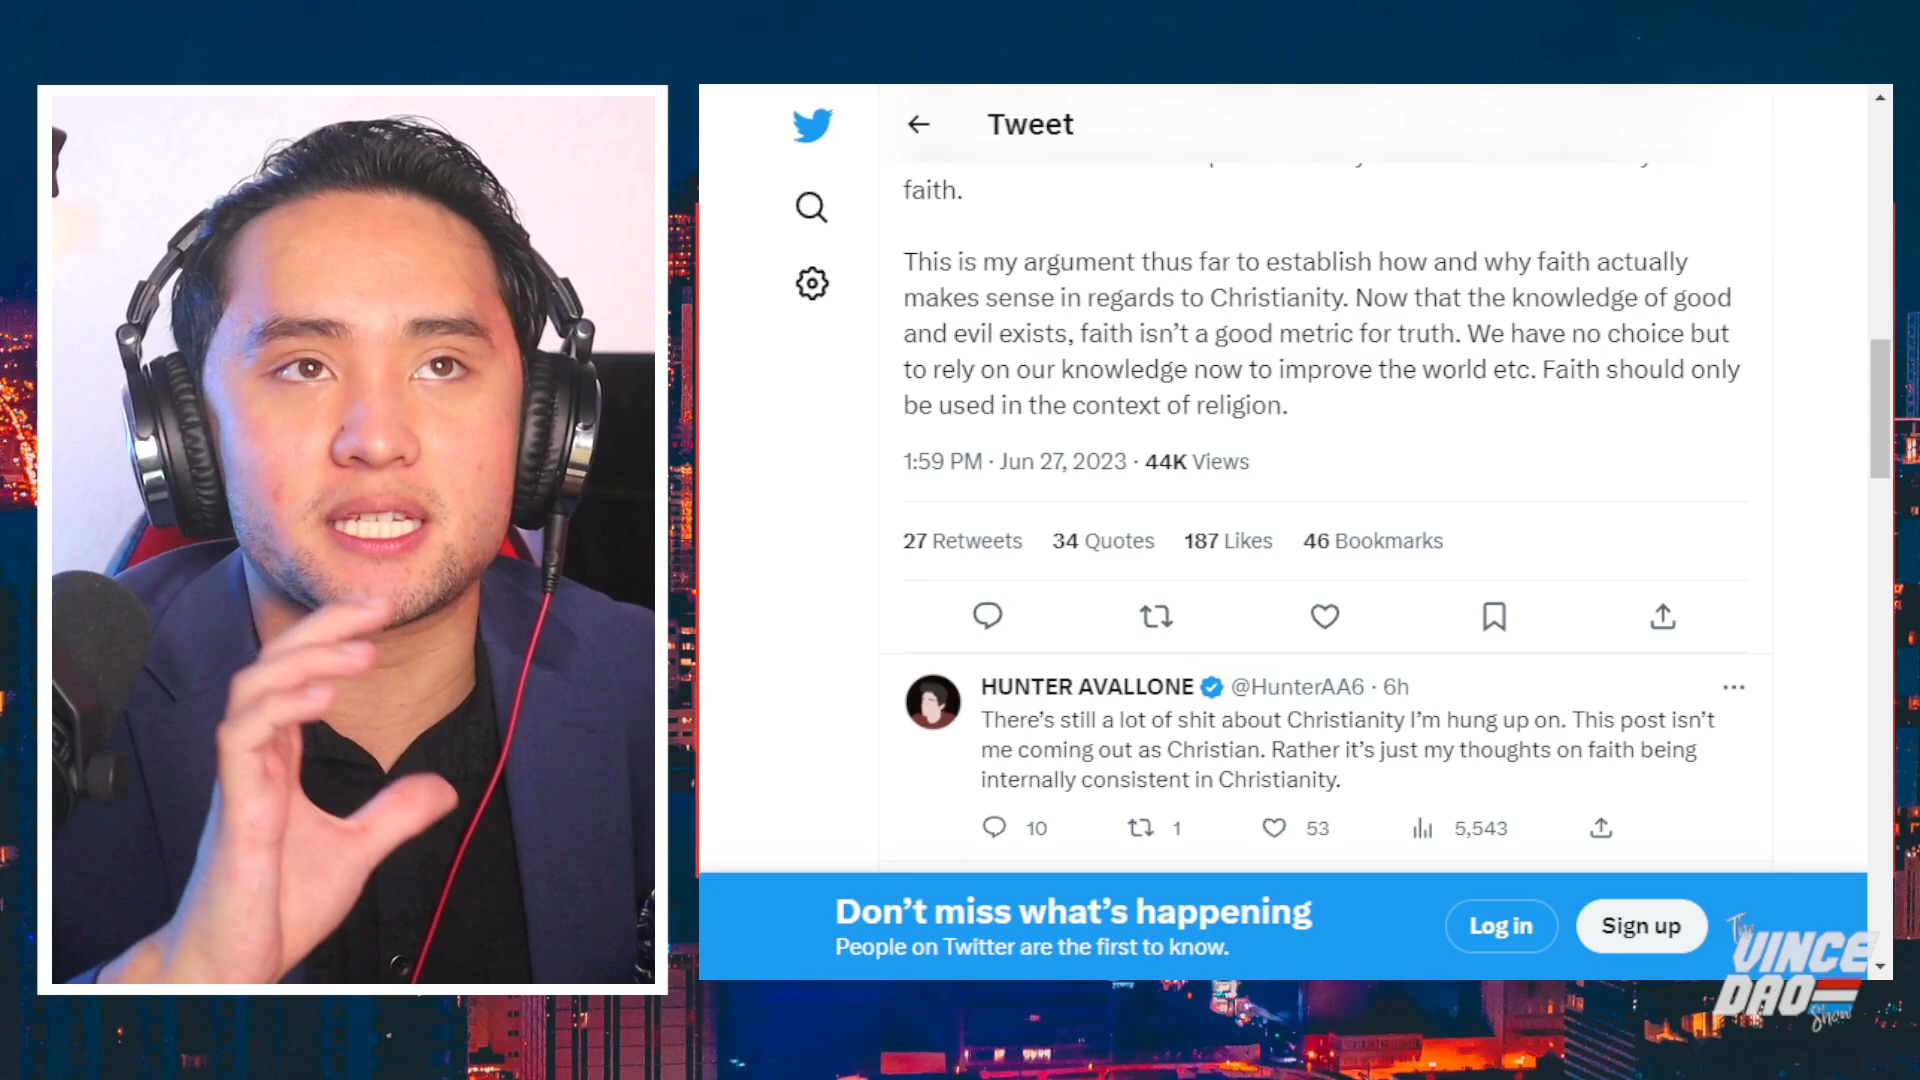 Tweet
faith.
This is my argument thus far to establish how and why faith actually
makes sense in regards to Christianity. Now that the knowledge of good
and evil exists, faith isn’t a good metric for truth. We have no choice but
to rely on our knowledge now to improve the world etc. Faith should only
be used in the context of religion.
1:59 PM · Jun 27, 2023 · 44K Views
27 Retweets 34 Quotes 187 Likes 46 Bookmarks
HUNTER AVALLONE @HunterAA6 · 6h
There’s still a lot of shit about Christianity I’m hung up on. This post isn’t
me coming out as Christian. Rather it’s just my thoughts on faith being
internally consistent in Christianity.
10 1 53 5,543
Don’t miss what’s happening
People on Twitter are the first to know.
Log in
Sign up
The
VINCE
DAO
Show